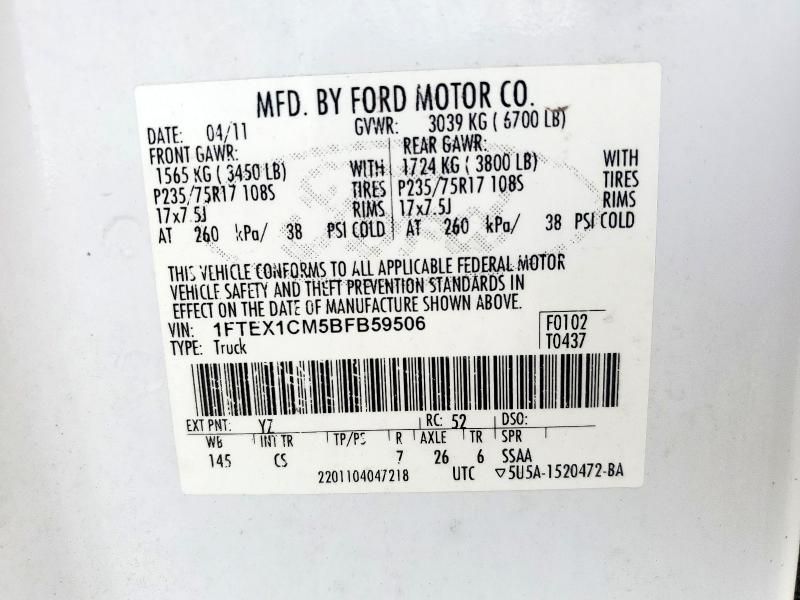 MFD. BY FORD MOTOR CO.
DATE: 04/11 GVWR: 3039 KG ( 6700 LB)
FRONT GAWR: REAR GAWR:
1565 KG ( 3450 LB) WITH 1724 KG ( 3800 LB) WITH
P235/75R17 108S TIRES P235/75R17 108S TIRES
17x7.5J RIMS 17x7.5J RIMS
AT 260 kPa/ 38 PSI COLD AT 260 kPa/ 38 PSI COLD
THIS VEHICLE CONFORMS TO ALL APPLICABLE FEDERAL MOTOR
VEHICLE SAFETY AND THEFT PREVENTION STANDARDS IN
EFFECT ON THE DATE OF MANUFACTURE SHOWN ABOVE.
VIN: 1FTEX1CM5BFB59506 F0102
TYPE: Truck T0437
EXT PNT: YZ RC: 52 DSO:
WB INT TR TP/PS R AXLE TR SPR
145 CS 7 26 6 SSAA
2201104047218 UTC ▽5U5A-1520472-BA